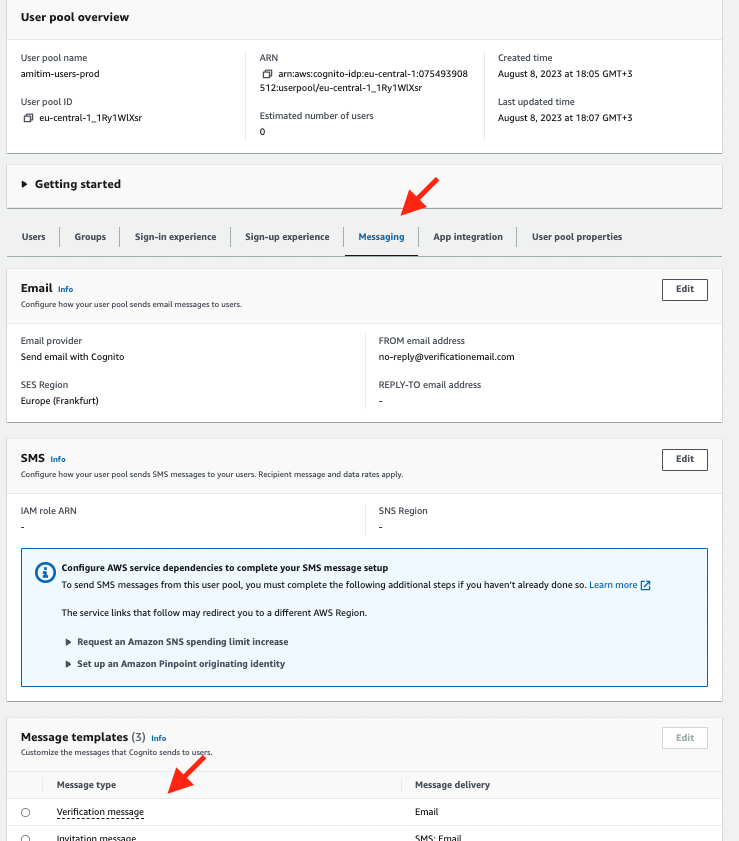 User pool overview
User pool name
amitim-users-prod
User pool ID
eu-central-1_1Ry1WlXsr
ARN
arn:aws:cognito-idp:eu-central-1:075493908
512:userpool/eu-central-1_1Ry1WlXsr
Estimated number of users
0
Created time
August 8, 2023 at 18:05 GMT+3
Last updated time
August 8, 2023 at 18:07 GMT+3
Getting started
Users Groups Sign-in experience Sign-up experience Messaging App integration User pool properties
Email Info
Edit
Configure how your user pool sends email messages to users.
Email provider
Send email with Cognito
SES Region
Europe (Frankfurt)
FROM email address
no-reply@verificationemail.com
REPLY-TO email address
-
SMS Info
Edit
Configure how your user pool sends SMS messages to your users. Recipient message and data rates apply.
IAM role ARN
-
SNS Region
-
Configure AWS service dependencies to complete your SMS message setup
To send SMS messages from this user pool, you must complete the following additional steps if you haven't already done so. Learn more
The service links that follow may redirect you to a different AWS Region.
Request an Amazon SNS spending limit increase
Set up an Amazon Pinpoint originating identity
Message templates (3) Info
Edit
Customize the messages that Cognito sends to users.
Message type Message delivery
Verification message Email
Invitation message SMS; Email